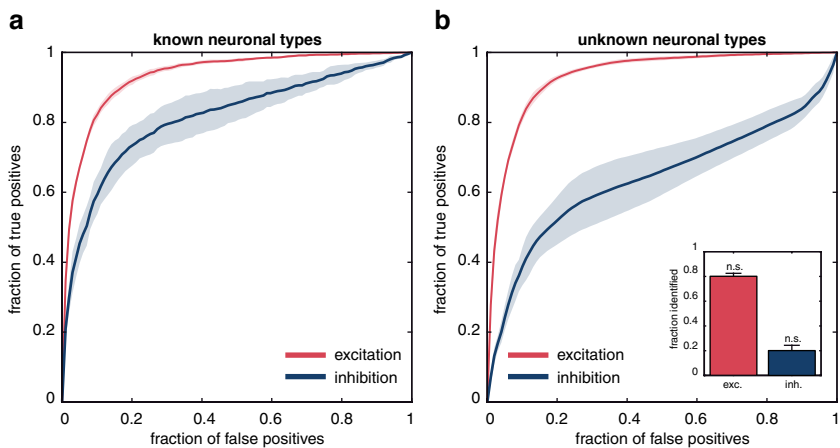 a
known neuronal types
fraction of true positives
1
0.8
0.6
0.4
0.2
0
excitation
inhibition
0 0.2 0.4 0.6 0.8 1
fraction of false positives
b
unknown neuronal types
fraction of true positives
1
0.8
0.6
0.4
0.2
0
excitation
inhibition
0 0.2 0.4 0.6 0.8 1
fraction of false positives
fraction identified
1
0.8
0.6
0.4
0.2
0
n.s.
n.s.
exc. inh.